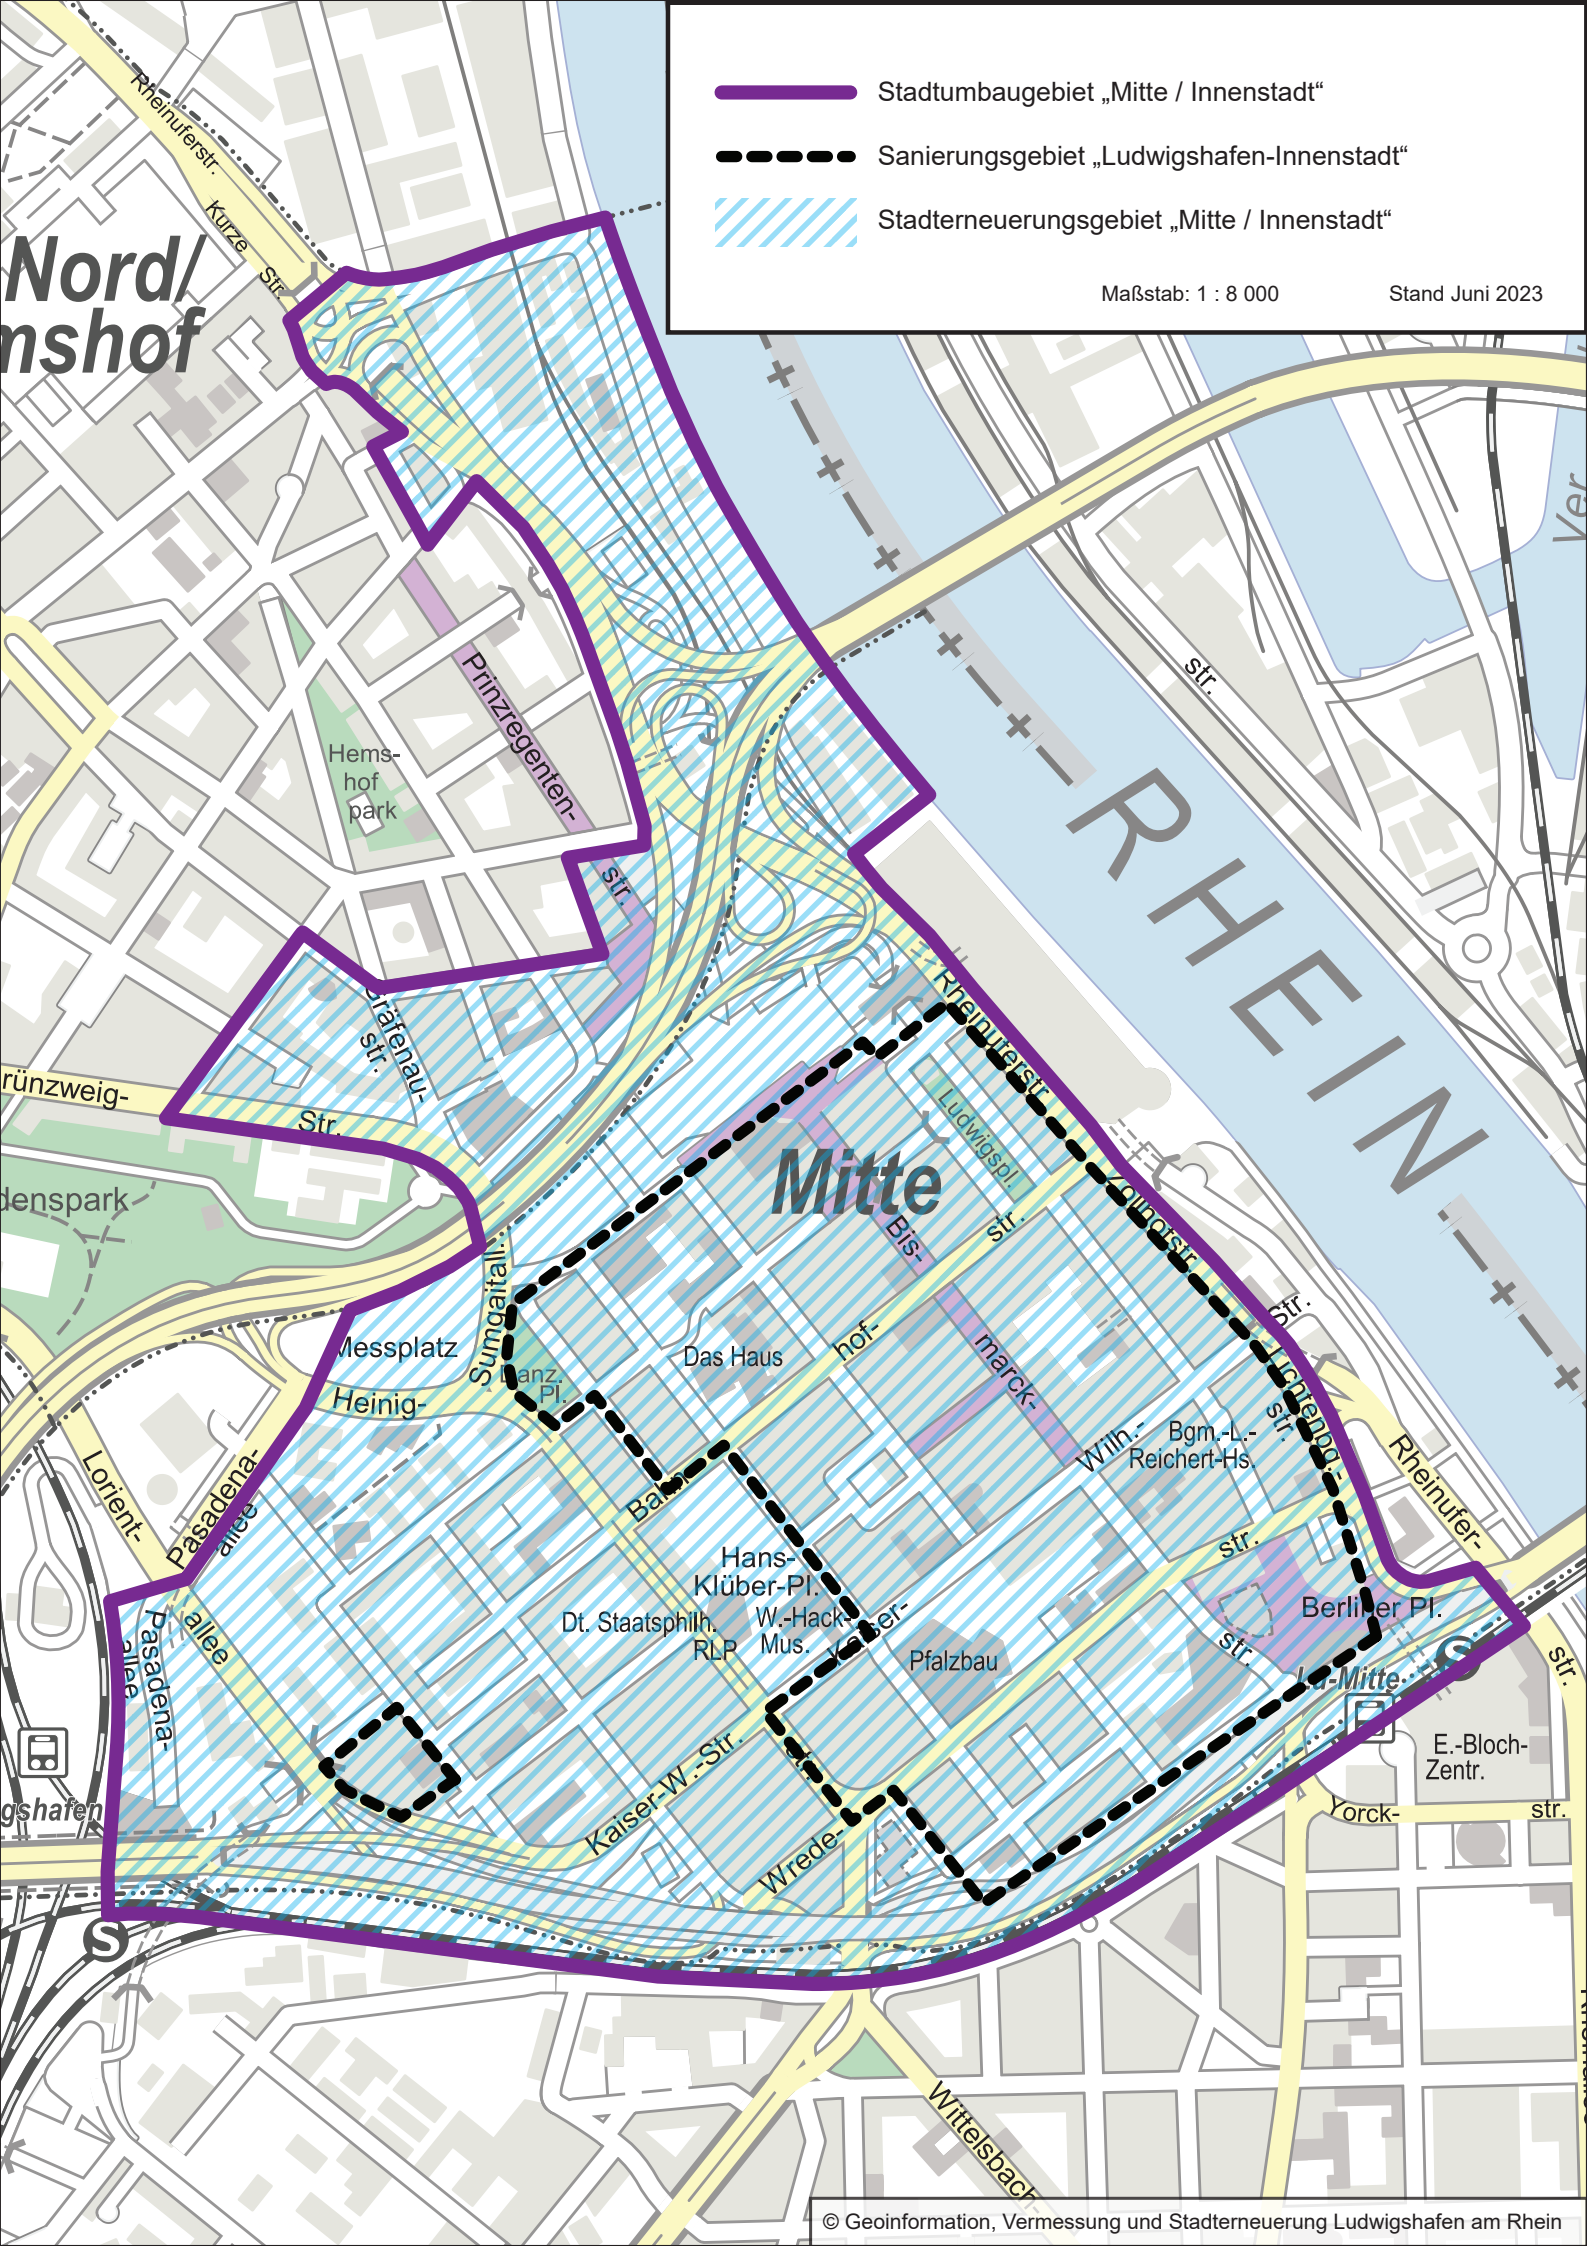 Stadtumbaugebiet „Mitte / Innenstadt“
Sanierungsgebiet „Ludwigshafen-Innenstadt“
Stadterneuerungsgebiet „Mitte / Innenstadt“
Maßstab: 1 : 8 000
Stand Juni 2023
Rheinuferstr.
Kurze
Str.
Nord/
mshof
Ver
str.
Prinzregenten-
str.
Hems-
hof
park
RHEIN
Gräfenau-
str.
rünzweig-
Str.
Rheinuferstr.
Ludwigspl.
Mitte
denspark
Zollhofstr.
Bis-
marck-
str.
hof-
Bahn
Sumgaitall.
Messplatz
Das Haus
Danz.
Pl.
Heinig-
Str.
Lichtenbg.-
str.
Wilh.-
Bgm.-L.-
Reichert-Hs.
Rheinufer-
str.
Lorient-
allee
Pasadena-
allee
Hans-
Klüber-Pl.
W.-Hack-
Mus.
Dt. Staatsphilh.
RLP
Kaiser-
str.
Berliner Pl.
Pfalzbau
str.
Lu-Mitte
S
Pasadena-
allee
E.-Bloch-
Zentr.
Kaiser-W.-Str.
str.
Wrede-
Yorck-
str.
gshafen
S
Wittelsbach-
© Geoinformation, Vermessung und Stadterneuerung Ludwigshafen am Rhein